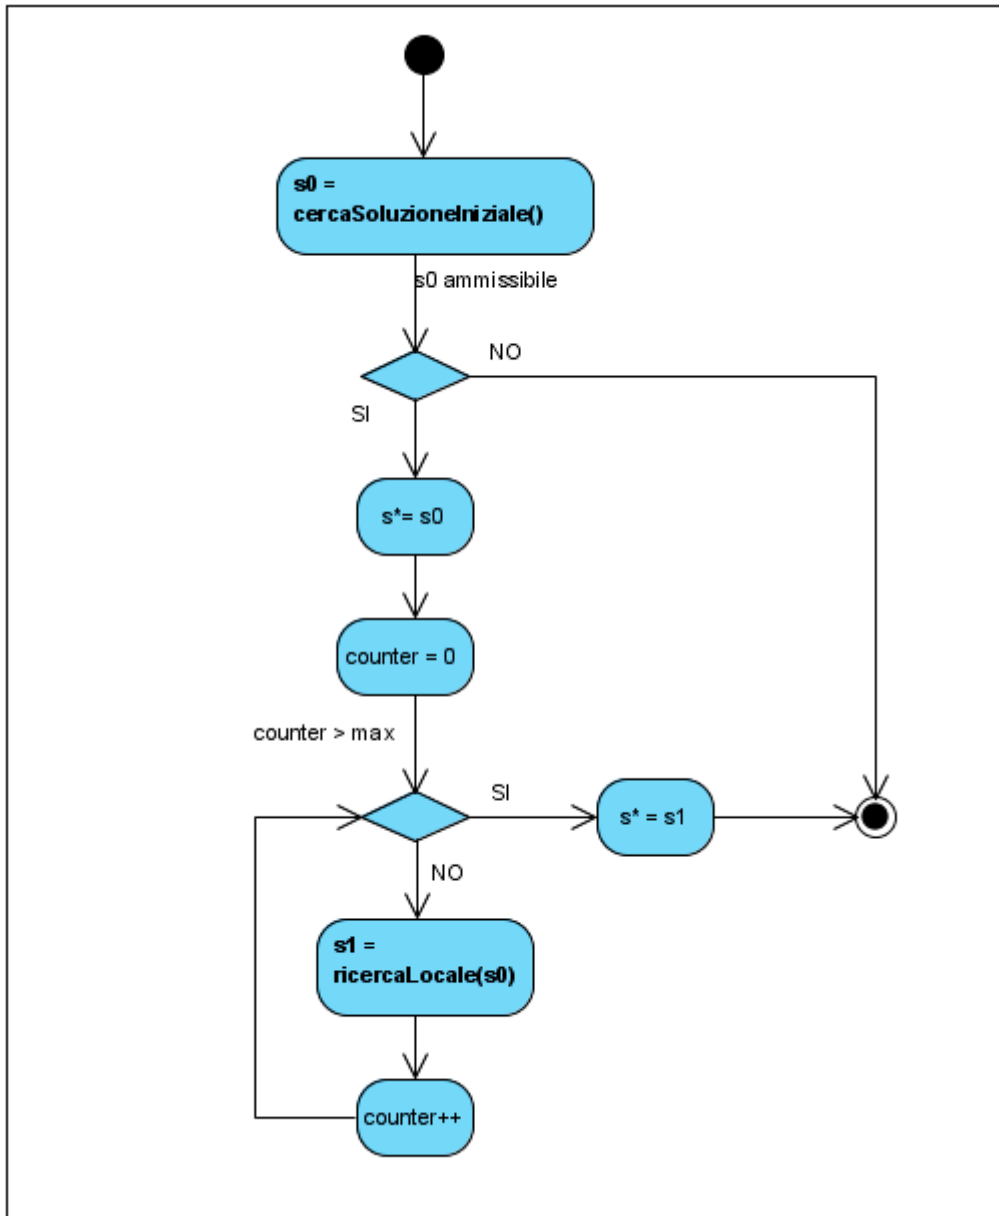 s0 =
cercaSoluzioneIniziale()
s0 ammissibile
NO
SI
s*= s0
counter = 0
counter > max
SI
s* = s1
NO
s1 =
ricercaLocale(s0)
counter++